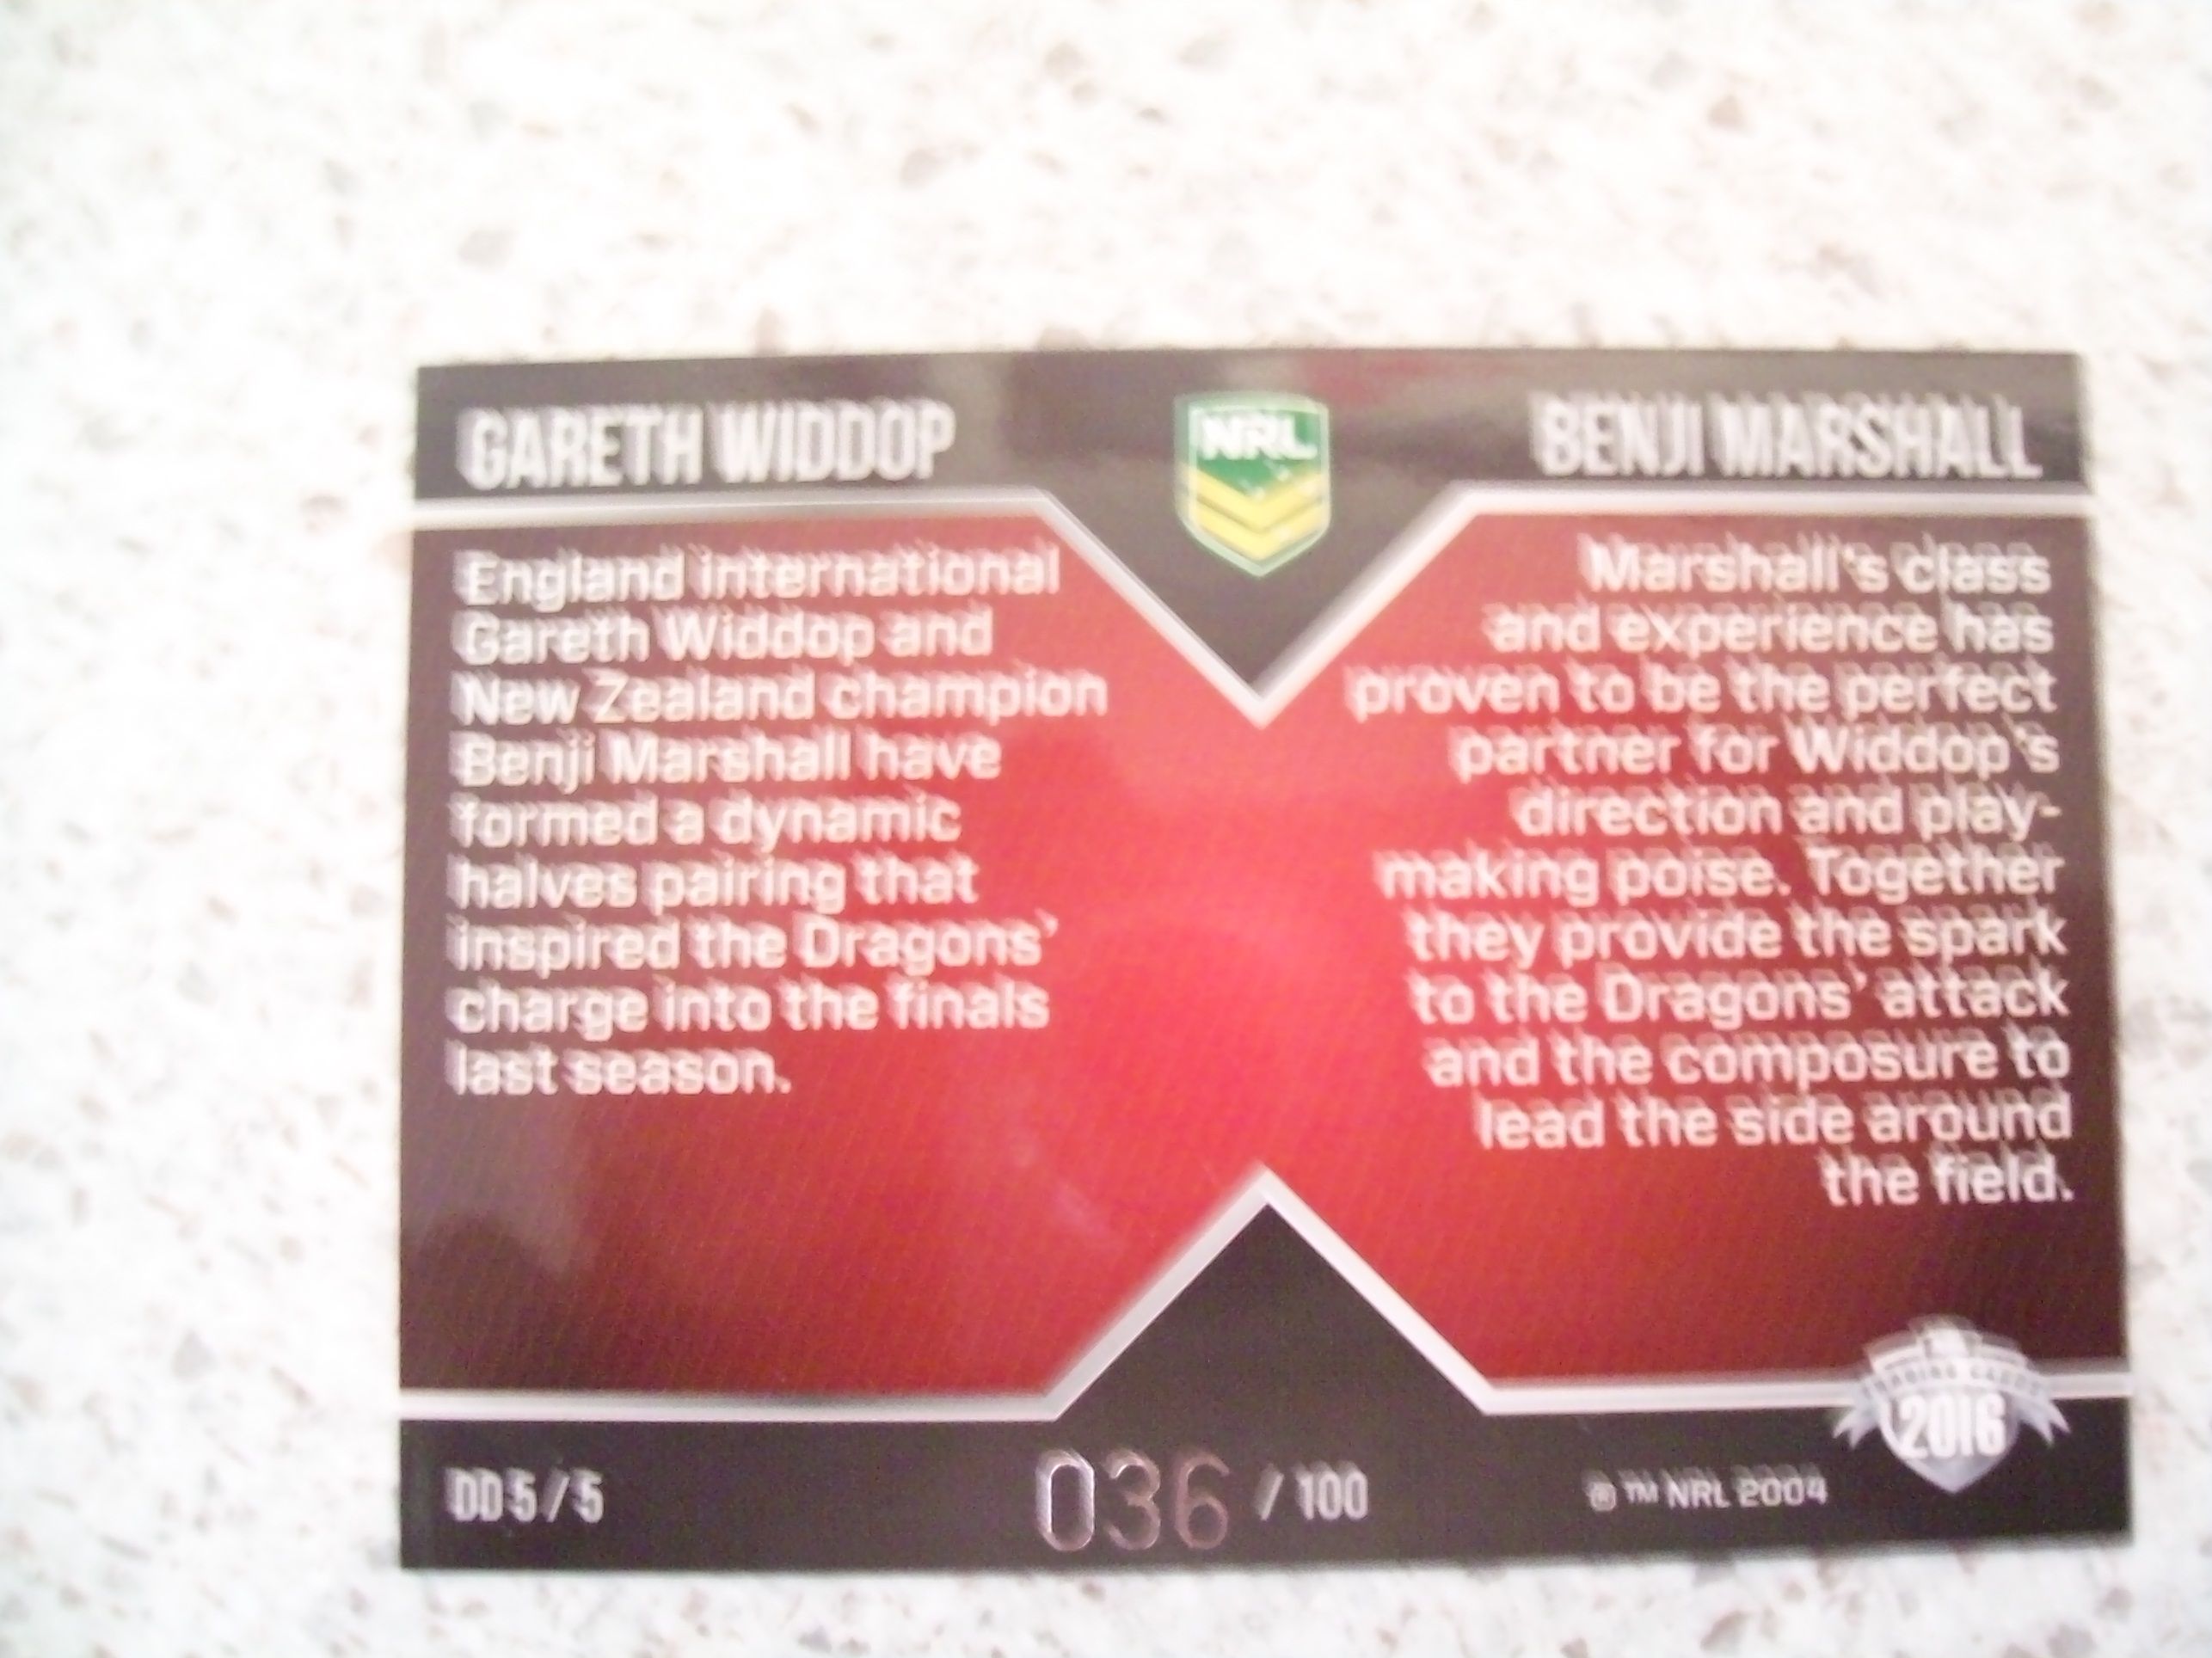 GARETH WIDDOP
NRL
BENJI MARSHALL
England international
Gareth Widdop and
New Zealand champion
Benji Marshall have
formed a dynamic
halves pairing that
inspired the Dragons'
charge into the finals
last season.
Marshall's class
and experience has
proven to be the perfect
partner for Widdop's
direction and play-
making poise. Together
they provide the spark
to the Dragons' attack
and the composure to
lead the side around
the field.
DD 5 / 5
036 / 100
® ™ NRL 2004
TRADING CARDS
2016